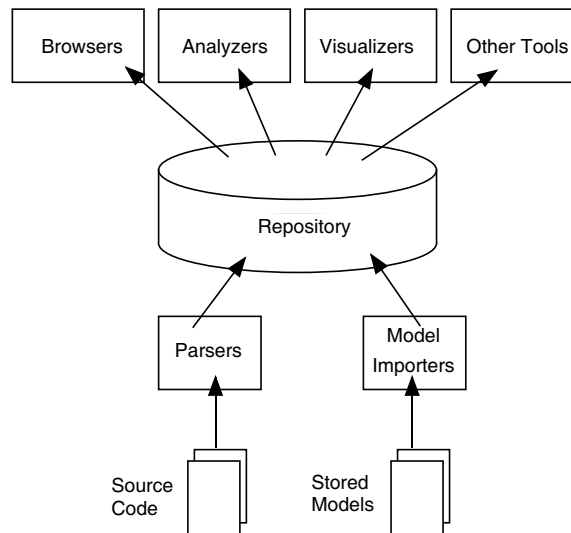 Browsers
Analyzers
Visualizers
Other Tools
Repository
Parsers
Model
Importers
Source
Code
Stored
Models